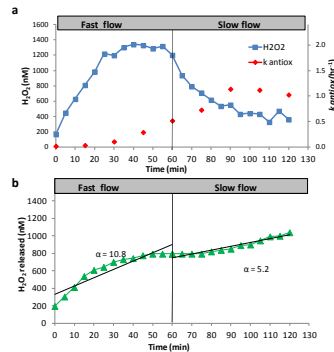 a
Fast flow Slow flow
1600
1400
1200
1000
800
600
400
200
0
H₂O₂ (nM)
H2O2
k antiox
2.0
1.5
1.0
0.5
0.0
k antiox(hr⁻¹)
0 10 20 30 40 50 60 70 80 90 100 110 120 130
Time (min)
b
Fast flow Slow flow
1400
1200
1000
800
600
400
200
0
H₂O₂ released (nM)
α = 10.8
α = 5.2
0 10 20 30 40 50 60 70 80 90 100 110 120 130
Time (min)